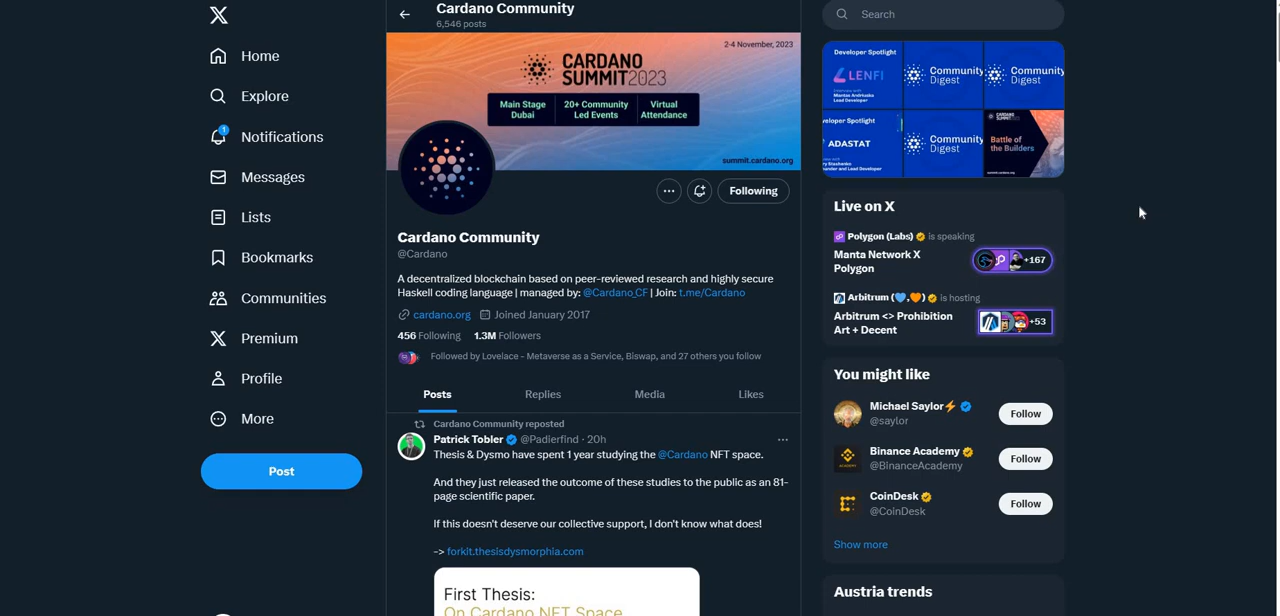 Home
Explore
1
Notifications
Messages
Lists
Bookmarks
Communities
Premium
Profile
More
Post
Cardano Community
6,546 posts
2-4 November, 2023
CARDANO
SUMMIT2023
Main Stage
Dubai
20+ Community
Led Events
Virtual
Attendance
summit.cardano.org
Following
Cardano Community
@Cardano
A decentralized blockchain based on peer-reviewed research and highly secure
Haskell coding language | managed by: @Cardano_CF | Join: t.me/Cardano
cardano.org Joined January 2017
456 Following 1.3M Followers
Followed by Lovelace - Metaverse as a Service, Biswap, and 27 others you follow
Posts Replies Media Likes
Cardano Community reposted
Patrick Tobler @Padierfind · 20h
Thesis & Dysmo have spent 1 year studying the @Cardano NFT space.
And they just released the outcome of these studies to the public as an 81-
page scientific paper.
If this doesn't deserve our collective support, I don't know what does!
-> forkit.thesisdysmorphia.com
First Thesis:
On Cardano NFT Space
Search
Developer Spotlight
LENFI
Lead Developer
Community
Digest
Community
Digest
veloper Spotlight
ADASTAT
under and Lead Developer
Community
Digest
CARDANO
Battle of
the Builders
Live on X
Polygon (Labs) is speaking
Manta Network X
Polygon
+167
Arbitrum (💙,🧡) is hosting
Arbitrum <> Prohibition
Art + Decent
+53
You might like
Michael Saylor⚡
@saylor
Follow
Binance Academy
@BinanceAcademy
Follow
CoinDesk
@CoinDesk
Follow
Show more
Austria trends